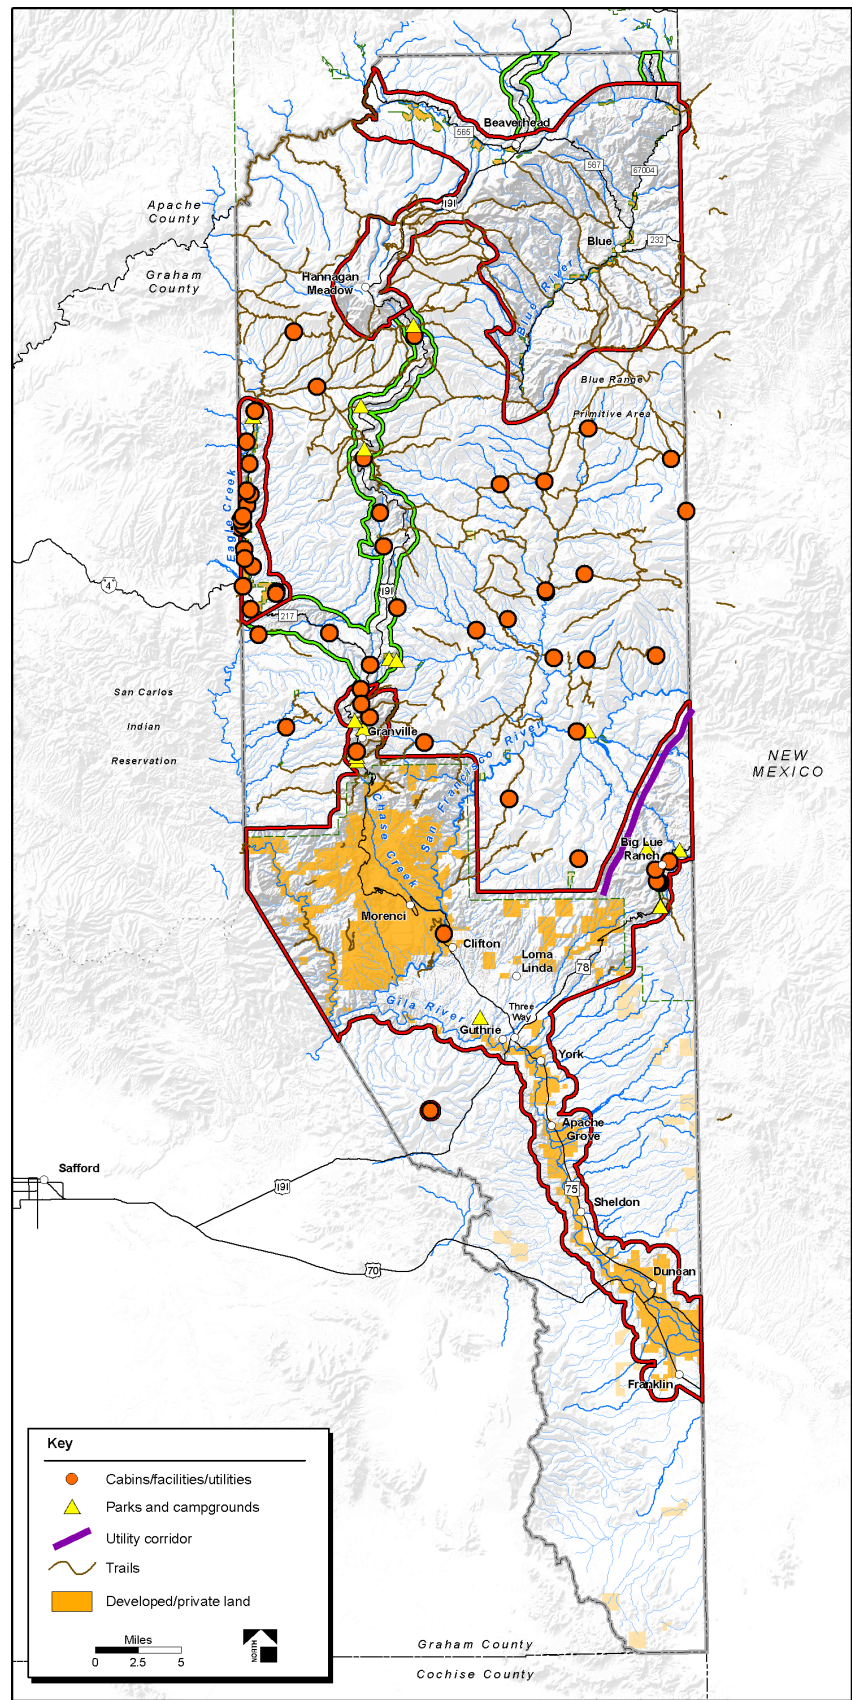 Beaverhead
565
567
67004
Apache
County
191
Blue
232
Graham
County
Hannagan
Meadow
Blue River
Blue Range
Primitive Area
Eagle Creek
4
191
217
San Carlos
Indian
Reservation
Granville
San Francisco River
NEW
MEXICO
Chase Creek
Big Lue
Ranch
Morenci
Clifton
Loma
Linda
78
Gila River
Three
Way
Guthrie
York
Apache
Grove
Safford
191
75
Sheldon
70
Duncan
Franklin
Key
Cabins/facilities/utilities
Parks and campgrounds
Utility corridor
Trails
Developed/private land
Miles
0 2.5 5
NORTH
Graham County
Cochise County